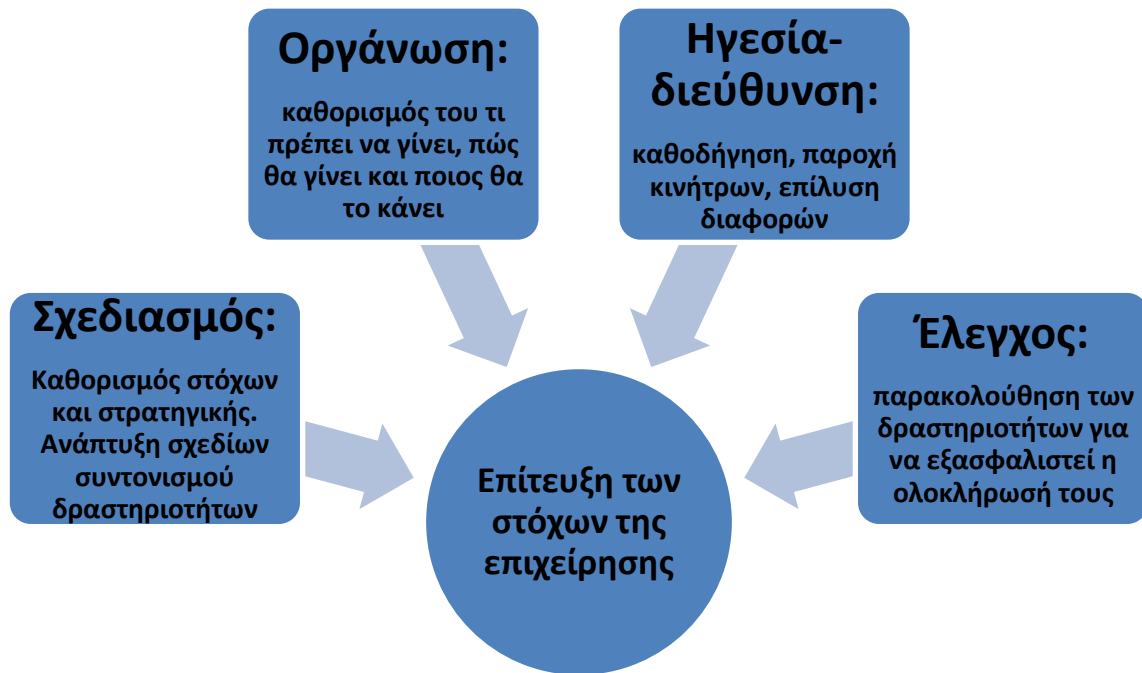 Οργάνωση:
καθορισμός του τι
πρέπει να γίνει, πώς
θα γίνει και ποιος θα
το κάνει
Ηγεσία-
διεύθυνση:
καθοδήγηση, παροχή
κινήτρων, επίλυση
διαφορών
Σχεδιασμός:
Καθορισμός στόχων
και στρατηγικής.
Ανάπτυξη σχεδίων
συντονισμού
δραστηριοτήτων
Έλεγχος:
παρακολούθηση των
δραστηριοτήτων για
να εξασφαλιστεί η
ολοκλήρωσή τους
Επίτευξη των
στόχων της
επιχείρησης